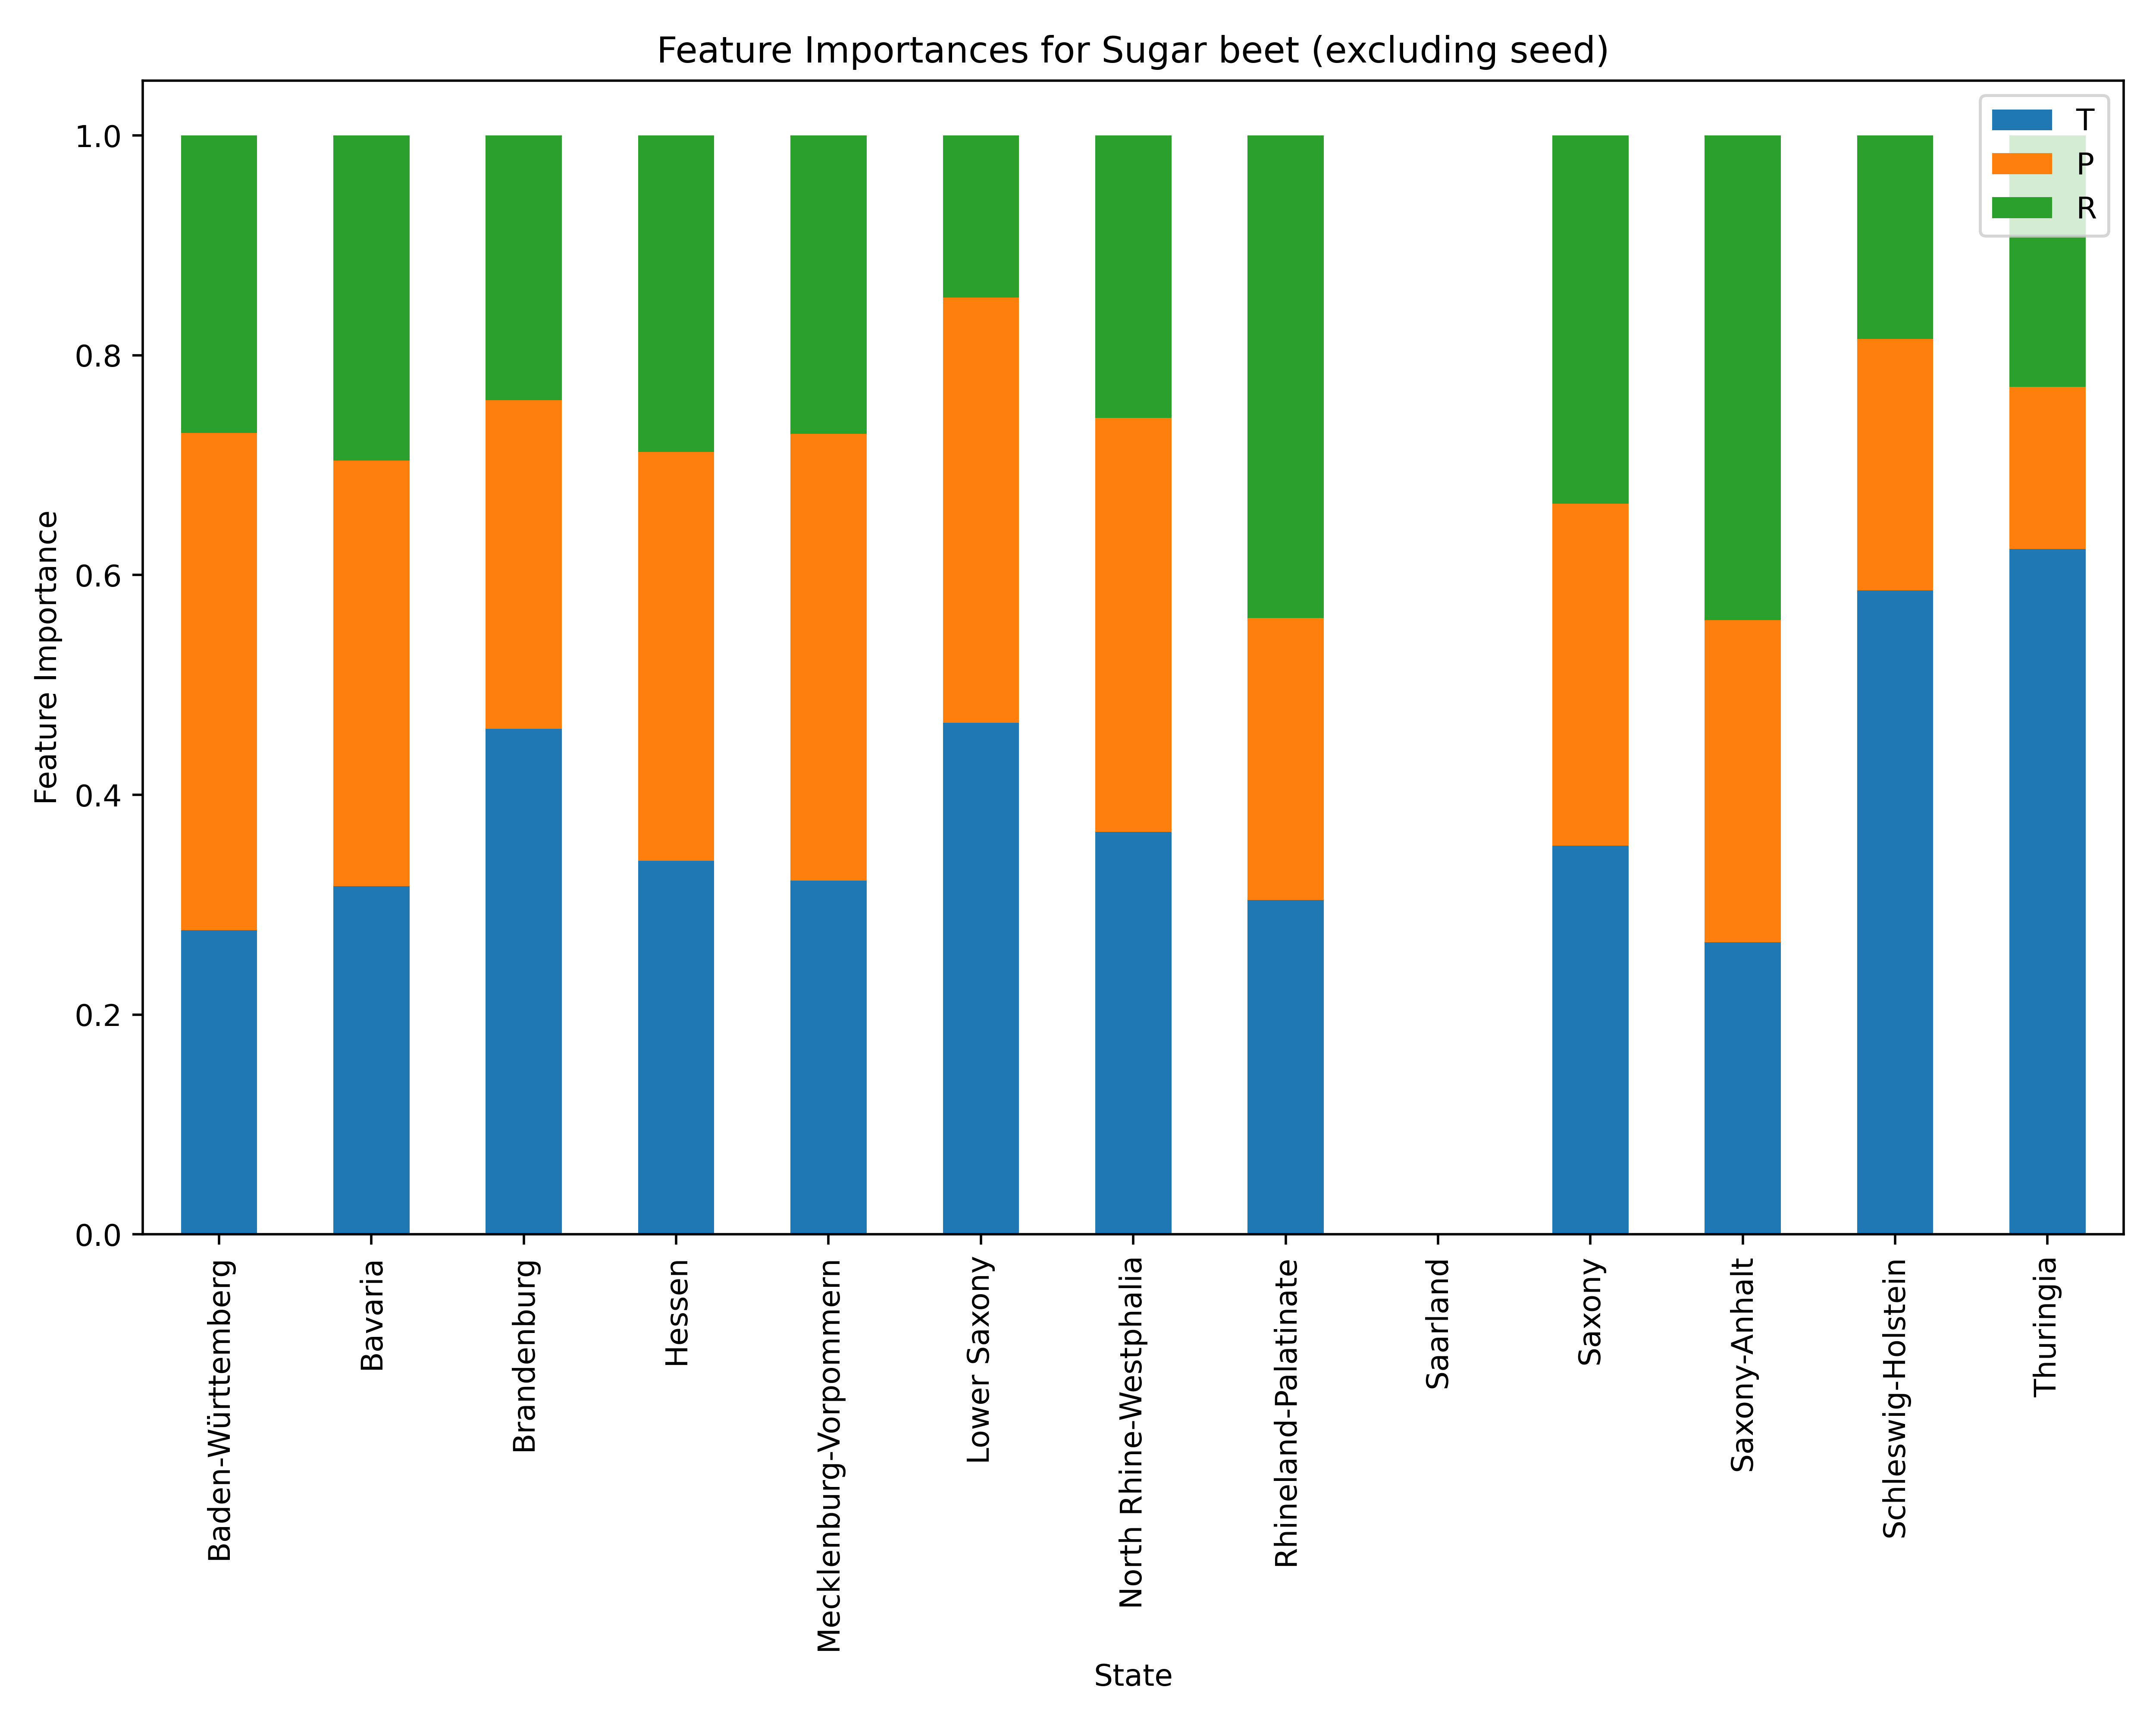 Feature Importances for Sugar beet (excluding seed)
T
P
R
Feature Importance
1.0
0.8
0.6
0.4
0.2
0.0
Baden-Württemberg
Bavaria
Brandenburg
Hessen
Mecklenburg-Vorpommern
Lower Saxony
North Rhine-Westphalia
Rhineland-Palatinate
Saarland
Saxony
Saxony-Anhalt
Schleswig-Holstein
Thuringia
State